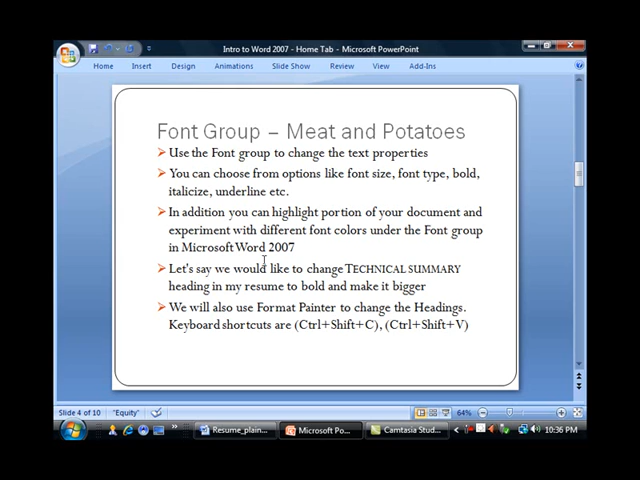 Intro to Word 2007 - Home Tab - Microsoft PowerPoint
Home Insert Design Animations Slide Show Review View Add-Ins
Font Group – Meat and Potatoes
Use the Font group to change the text properties
You can choose from options like font size, font type, bold,
italicize, underline etc.
In addition you can highlight portion of your document and
experiment with different font colors under the Font group
in Microsoft Word 2007
Let's say we would like to change TECHNICAL SUMMARY
heading in my resume to bold and make it bigger
We will also use Format Painter to change the Headings.
Keyboard shortcuts are (Ctrl+Shift+C), (Ctrl+Shift+V)
Slide 4 of 10 "Equity" 64%
Resume_plain... Microsoft Po... Camtasia Stud... 10:36 PM